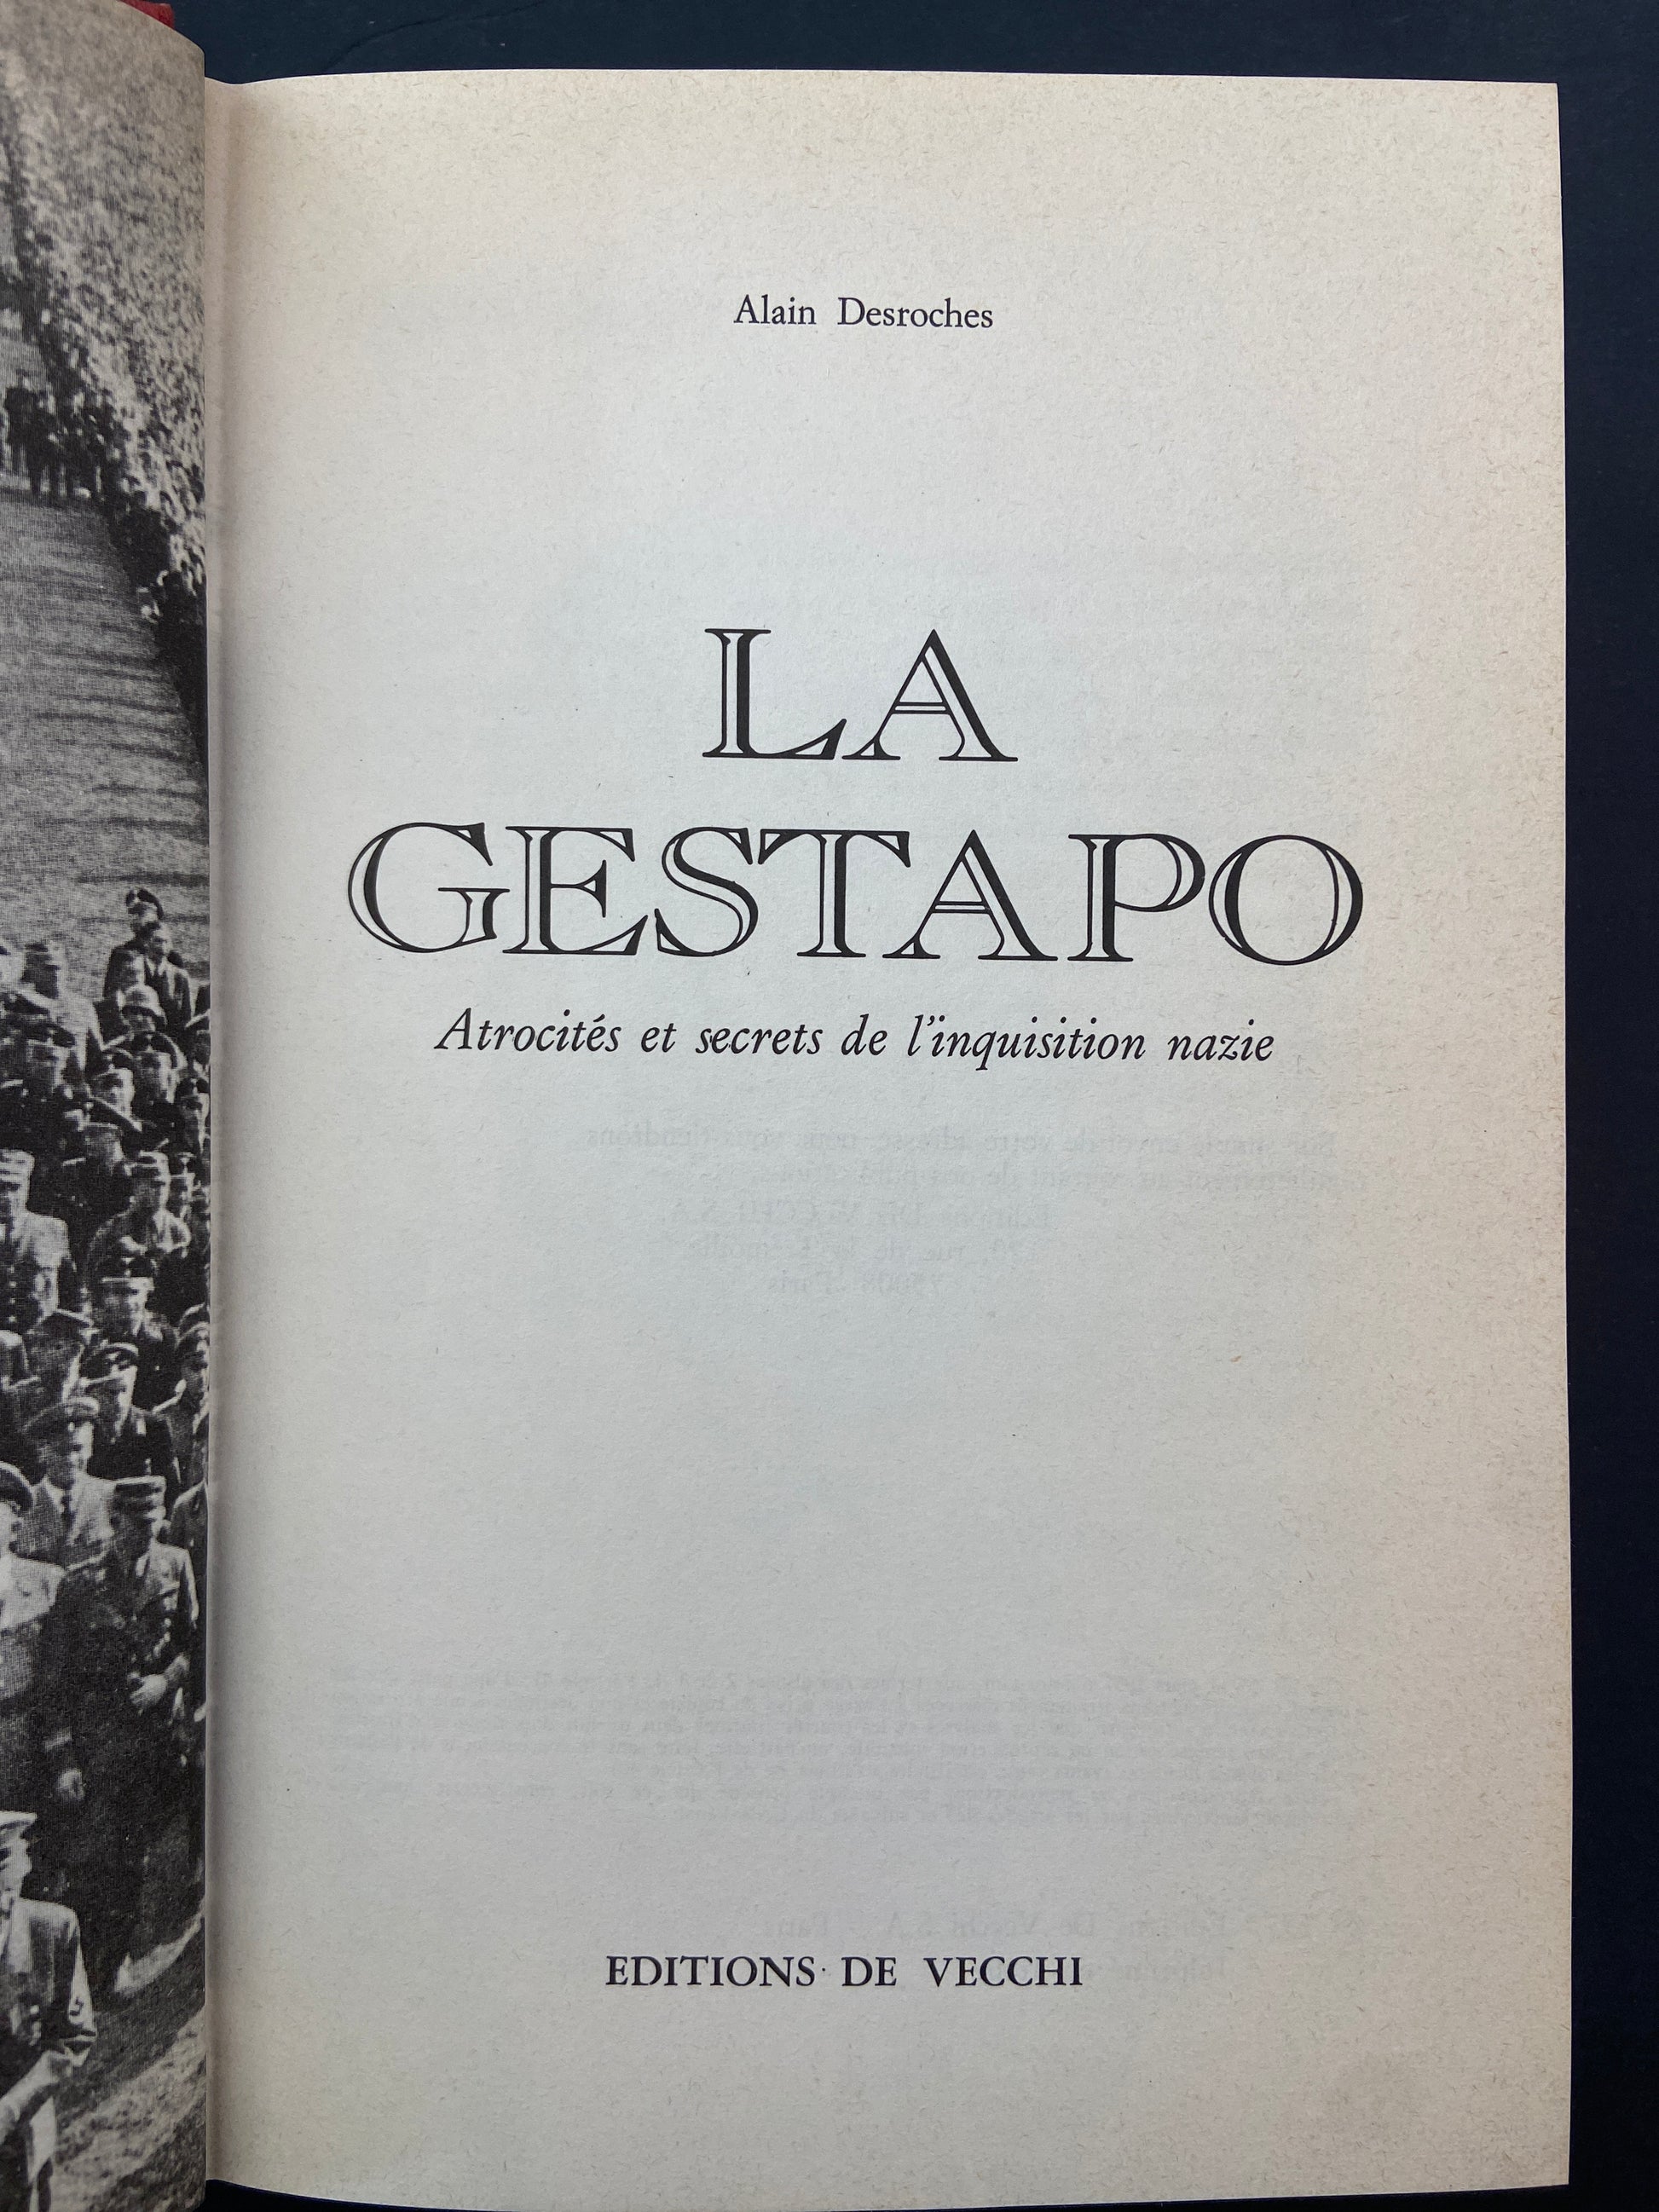 Alain Desroches
LA
GESTAPO
Atrocités et secrets de l'inquisition nazie
EDITIONS DE VECCHI